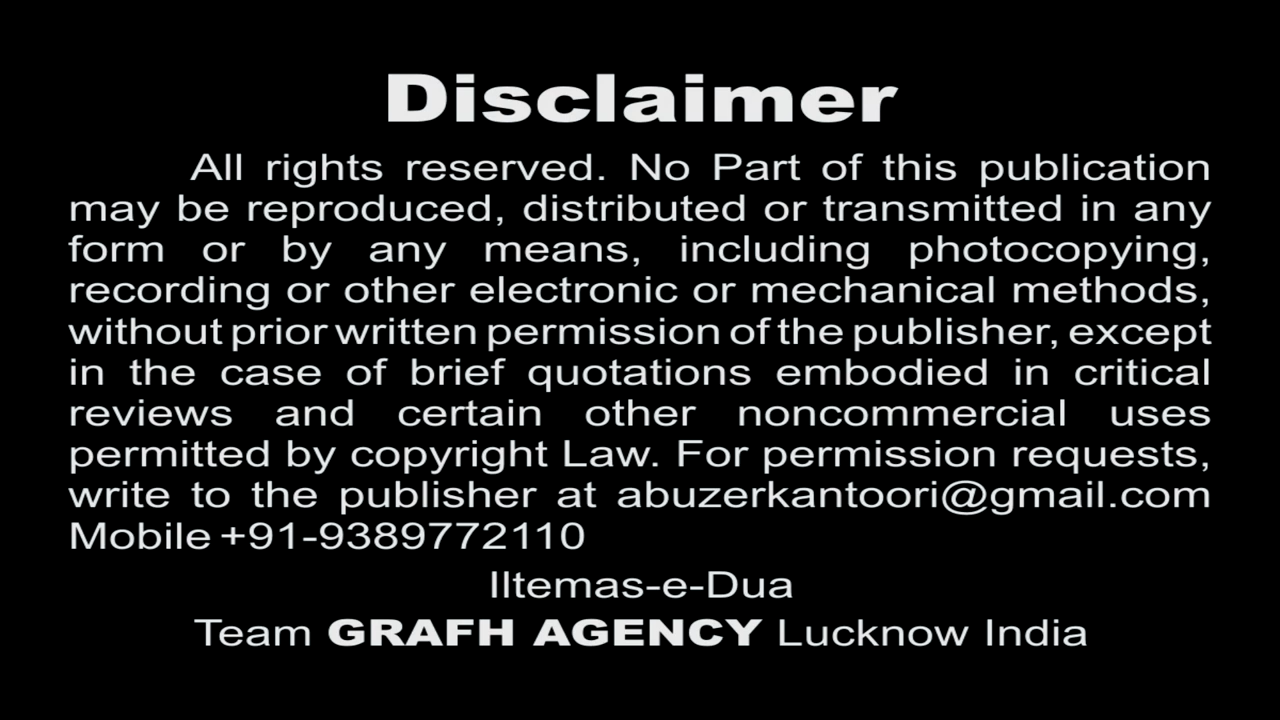 Disclaimer
All rights reserved. No Part of this publication
may be reproduced, distributed or transmitted in any
form or by any means, including photocopying,
recording or other electronic or mechanical methods,
without prior written permission of the publisher, except
in the case of brief quotations embodied in critical
reviews and certain other noncommercial uses
permitted by copyright Law. For permission requests,
write to the publisher at abuzerkantoori@gmail.com
Mobile +91-9389772110
Iltemas-e-Dua
Team GRAFH AGENCY Lucknow India